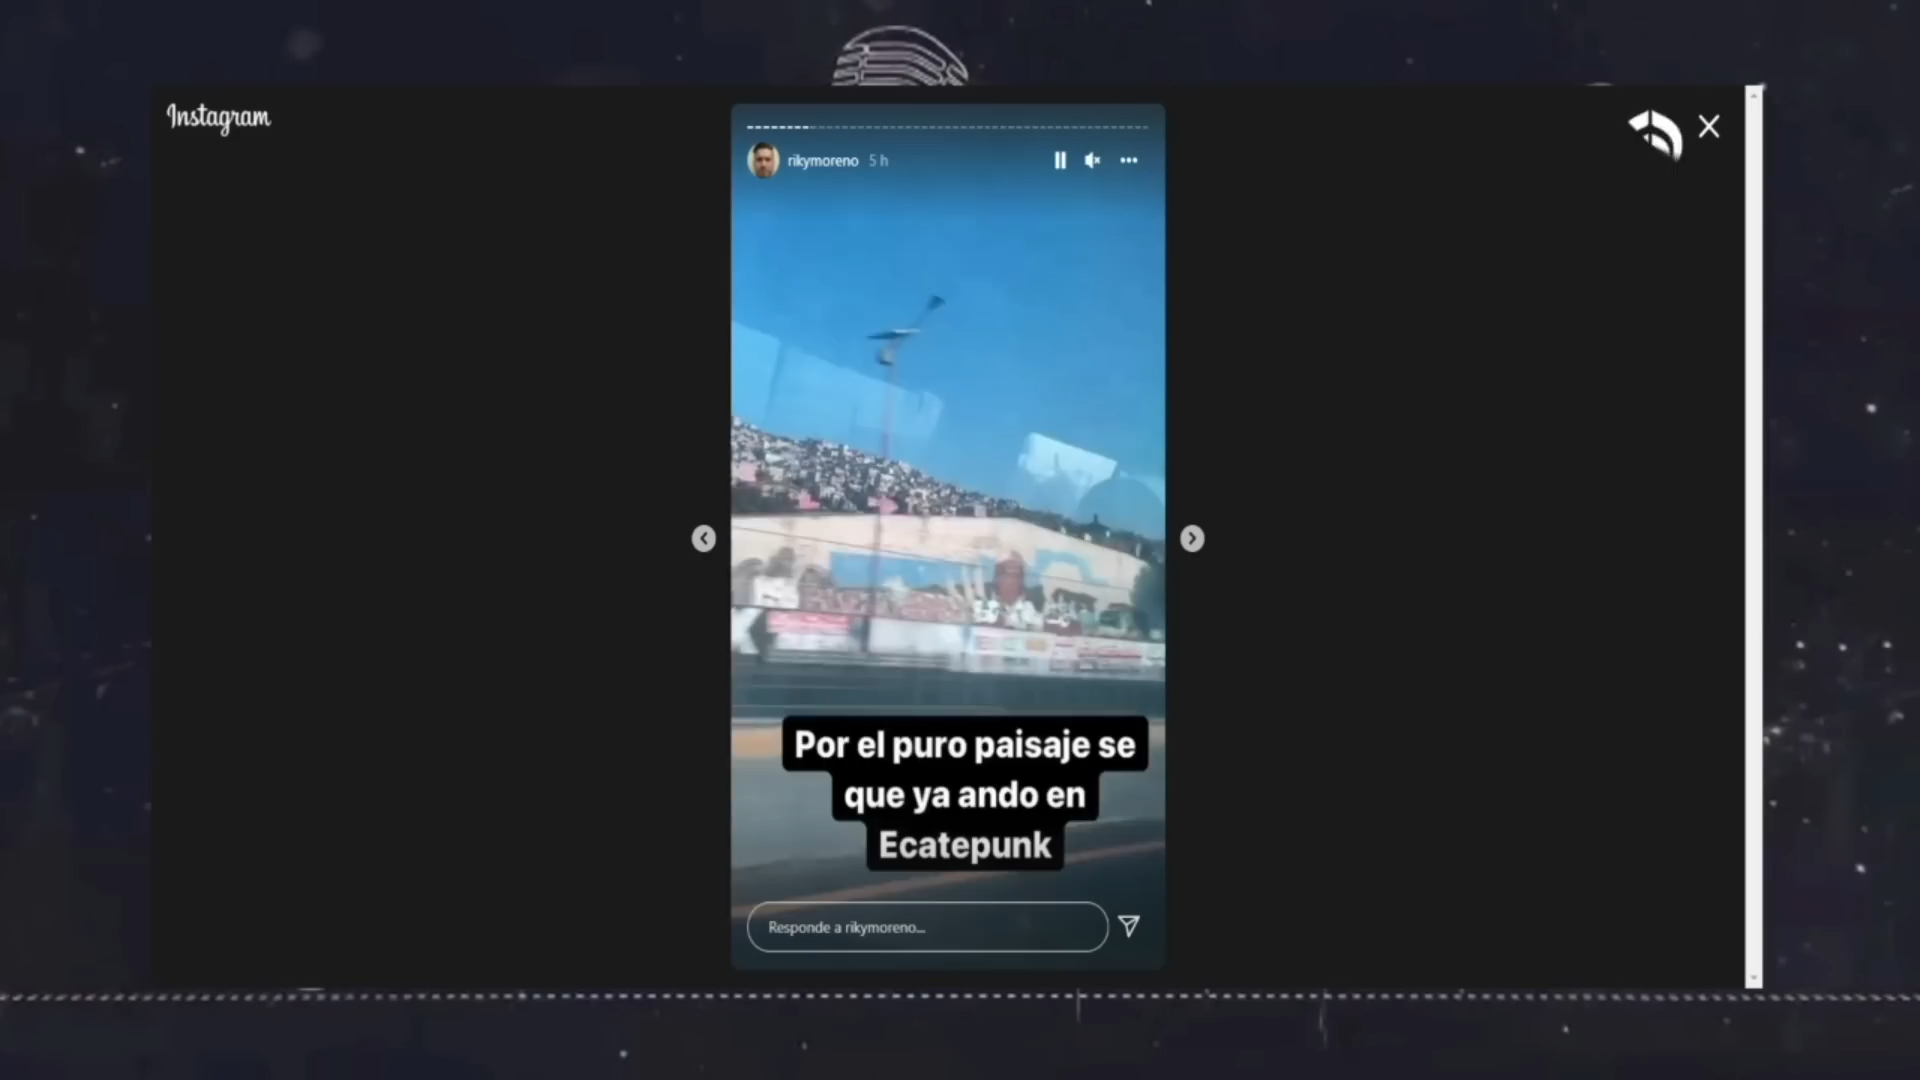 Instagram
rikymoreno 5 h
Por el puro paisaje se
que ya ando en
Ecatepunk
Responde a rikymoreno...